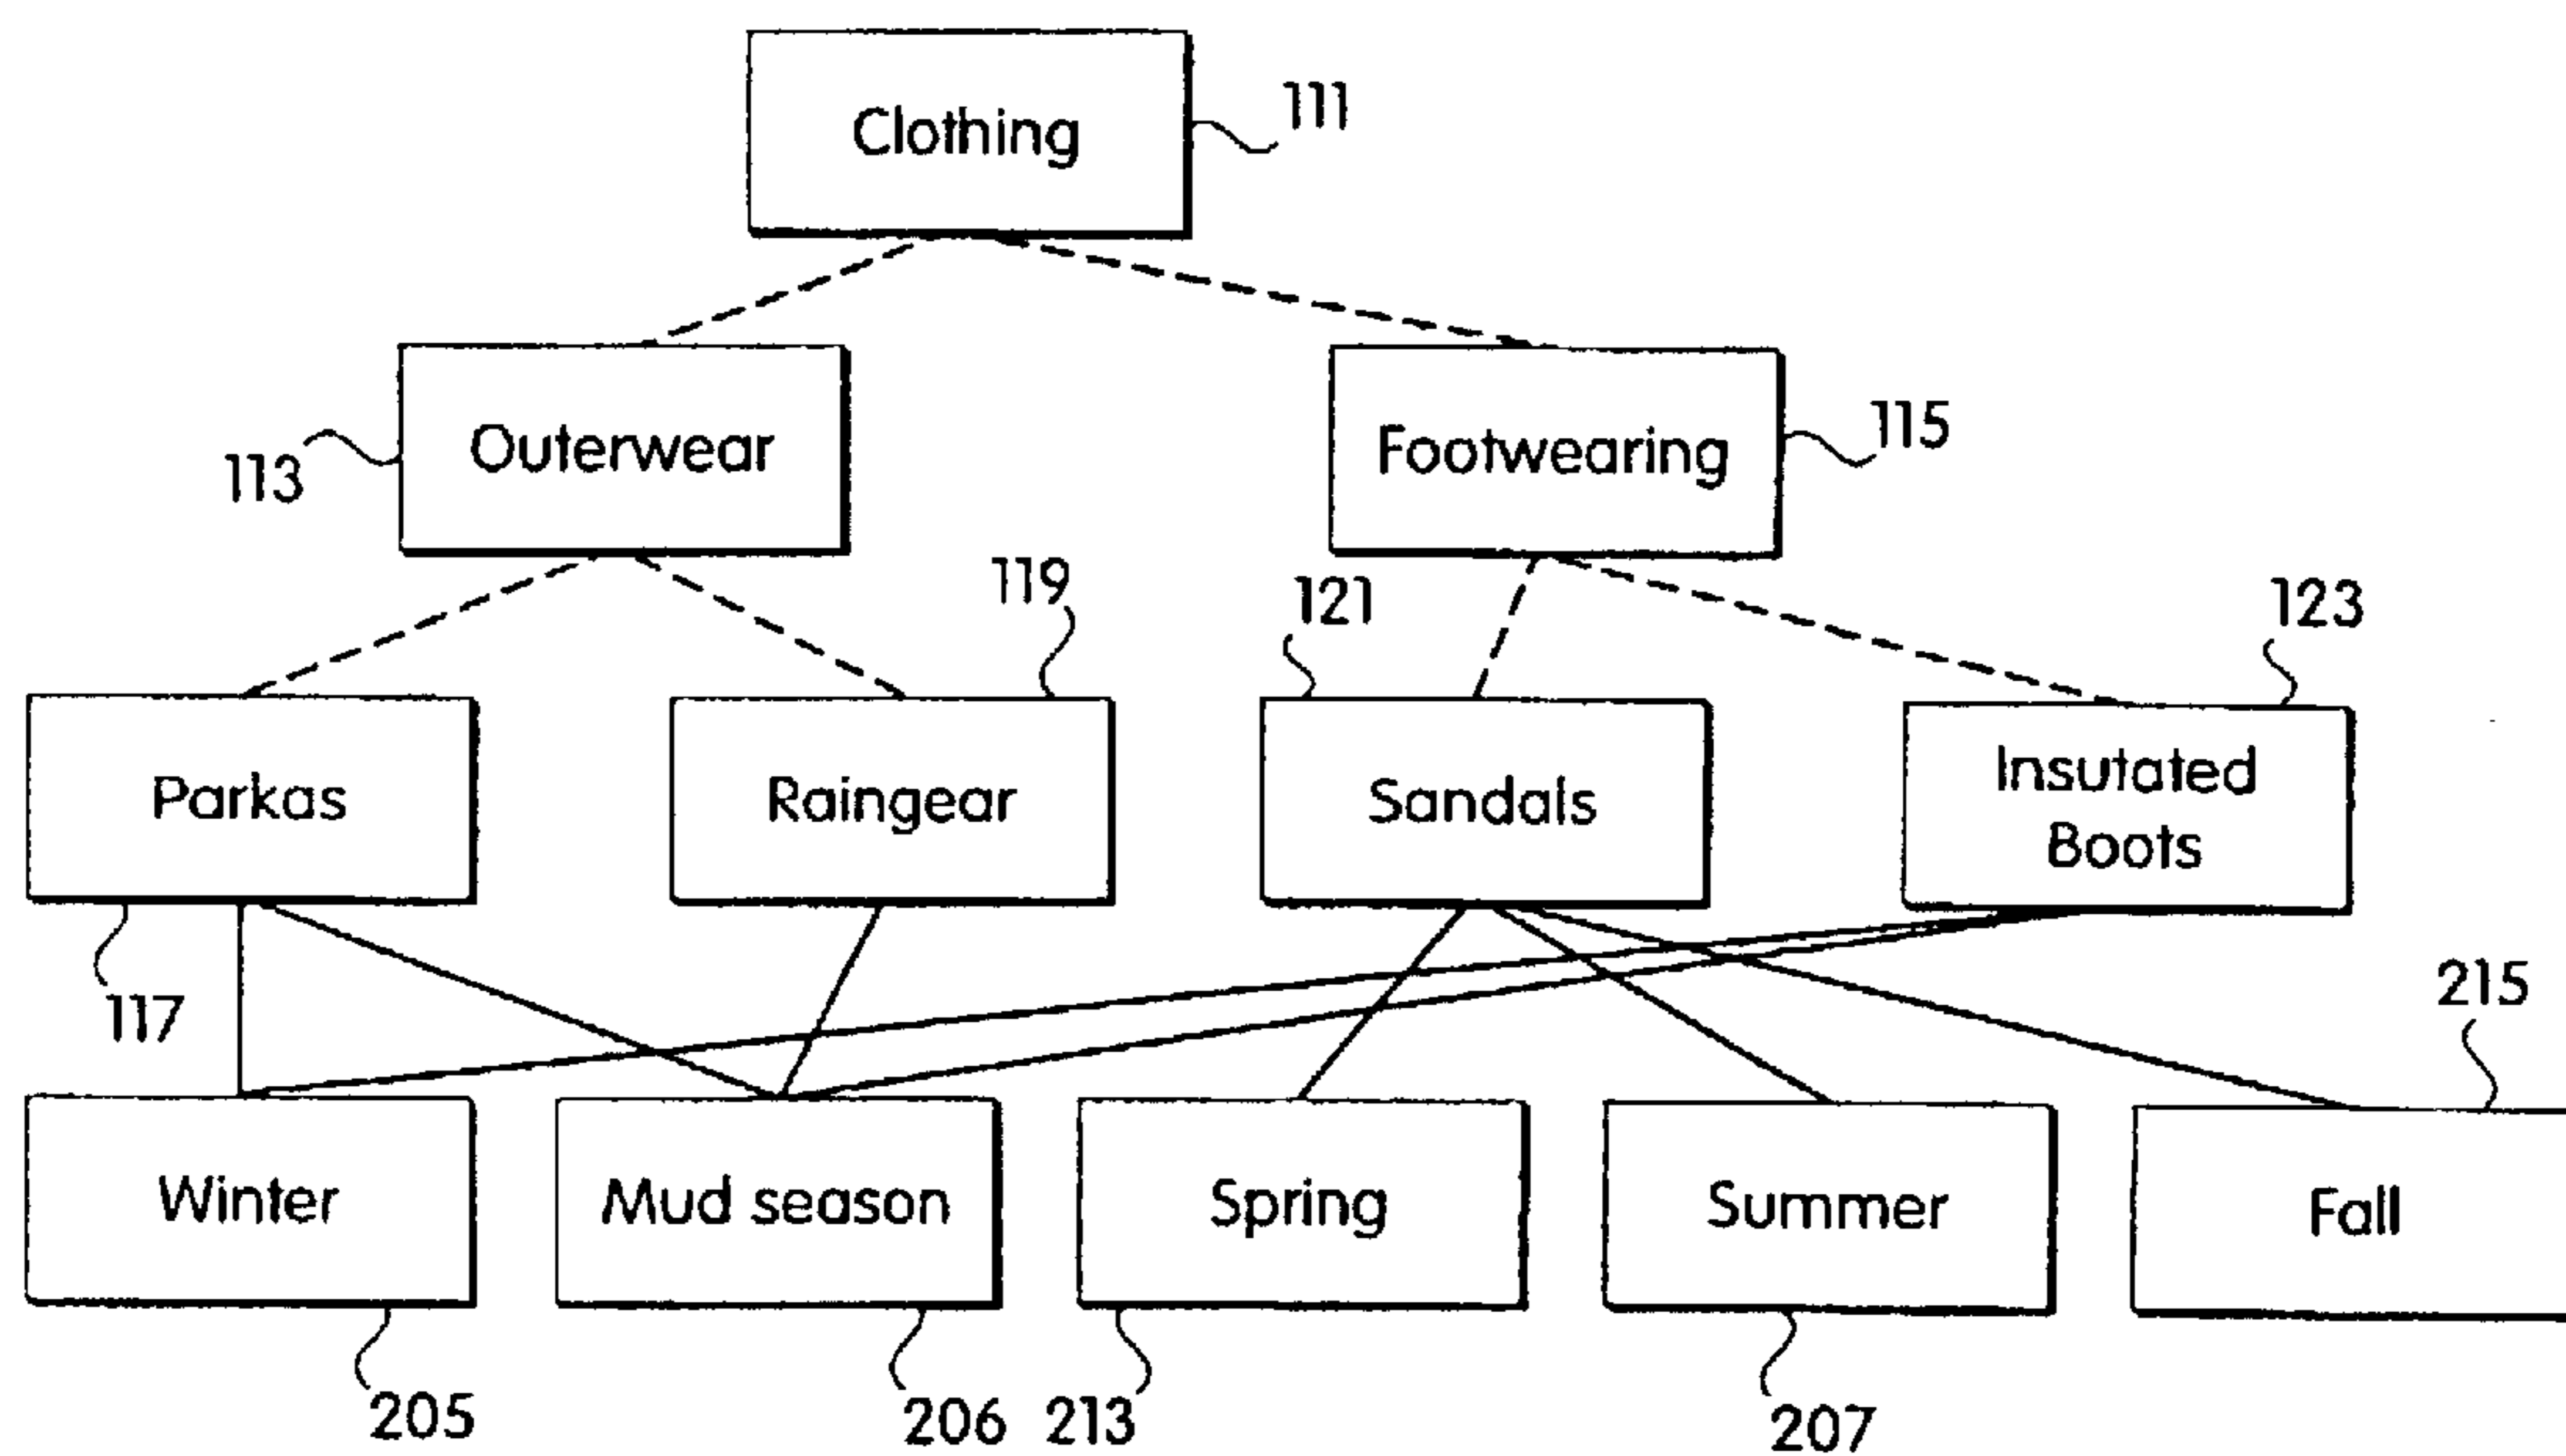 Clothing
111
Outerwear
113
Footwearing
115
119
121
123
Parkas
Raingear
Sandals
Insutated
Boots
117
215
Winter
Mud season
Spring
Summer
Fall
205
206
213
207